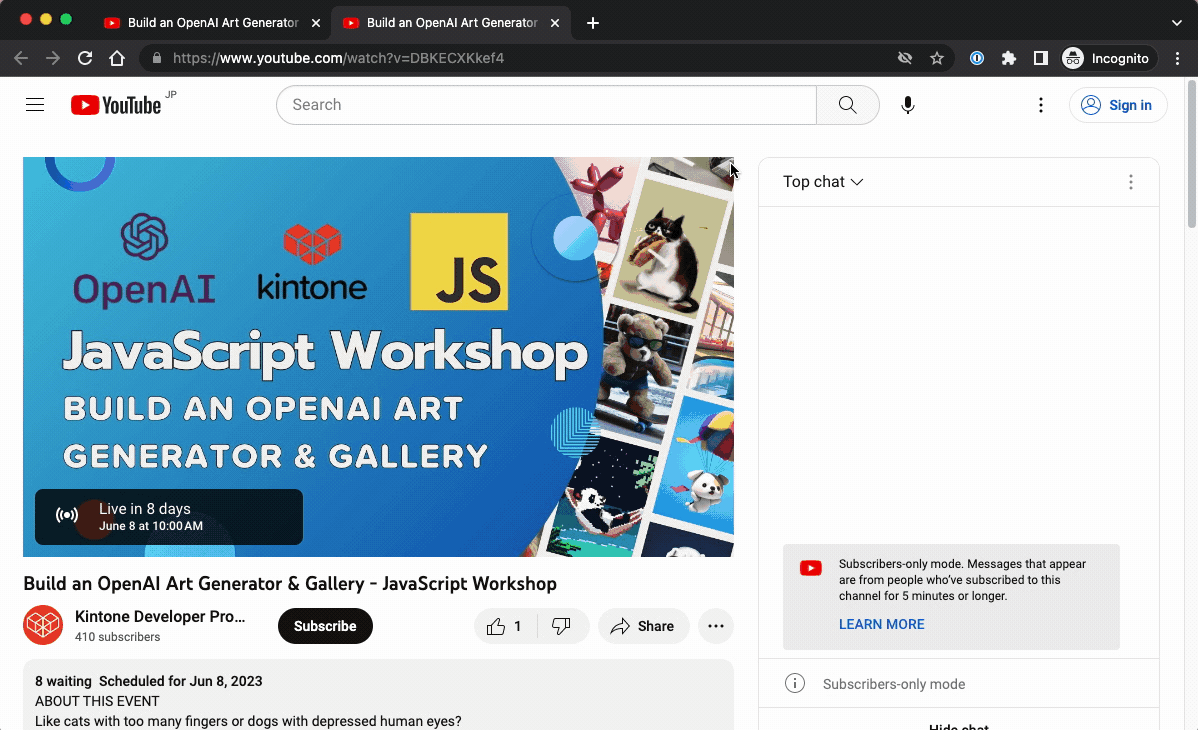 Build an OpenAI Art Generator
Build an OpenAI Art Generator
https://www.youtube.com/watch?v=DBKECXKkef4
Incognito
YouTube JP
Search
Sign in
OpenAI
kintone
JS
JavaScript Workshop
BUILD AN OPENAI ART
GENERATOR & GALLERY
Live in 8 days
June 8 at 10:00 AM
Build an OpenAI Art Generator & Gallery - JavaScript Workshop
Kintone Developer Pro...
410 subscribers
Subscribe
1
Share
8 waiting Scheduled for Jun 8, 2023
ABOUT THIS EVENT
Like cats with too many fingers or dogs with depressed human eyes?
Top chat
Subscribers-only mode. Messages that appear
are from people who've subscribed to this
channel for 5 minutes or longer.
LEARN MORE
Subscribers-only mode
Hide chat